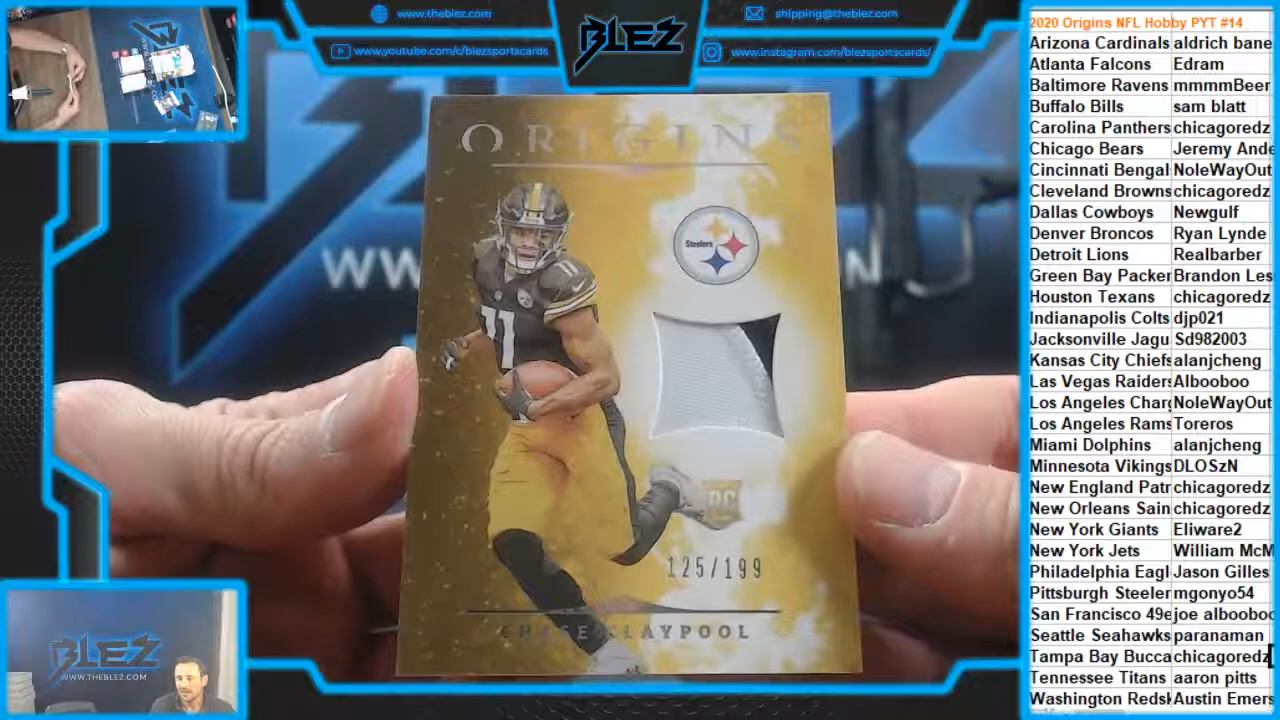 www.theblez.com
www.youtube.com/c/blezsportscards
BLEZ
shipping@theblez.com
www.instagram.com/blezsportscards/
ORIGINS
Steelers
11
11
RC
125/199
CHASE CLAYPOOL
WW
N
BLEZ
WWW.THEBLEZ.COM
2020 Origins NFL Hobby PYT #14
Arizona Cardinals aldrich bane
Atlanta Falcons Edram
Baltimore Ravens mmmmBeer
Buffalo Bills sam blatt
Carolina Panthers chicagoredz
Chicago Bears Jeremy Ande
Cincinnati Bengal NoleWayOut
Cleveland Browns chicagoredz
Dallas Cowboys Newgulf
Denver Broncos Ryan Lynde
Detroit Lions Realbarber
Green Bay Packer Brandon Les
Houston Texans chicagoredz
Indianapolis Colts djp021
Jacksonville Jagu Sd982003
Kansas City Chiefs alanjcheng
Las Vegas Raiders Albooboo
Los Angeles Charg NoleWayOut
Los Angeles Rams Toreros
Miami Dolphins alanjcheng
Minnesota Vikings DLOSzN
New England Patr chicagoredz
New Orleans Sain chicagoredz
New York Giants Eliware2
New York Jets William McM
Philadelphia Eagl Jason Gilles
Pittsburgh Steeler mgonyo54
San Francisco 49e joe albooboo
Seattle Seahawks paranaman
Tampa Bay Bucca chicagoredz
Tennessee Titans aaron pitts
Washington Redsk Austin Emers